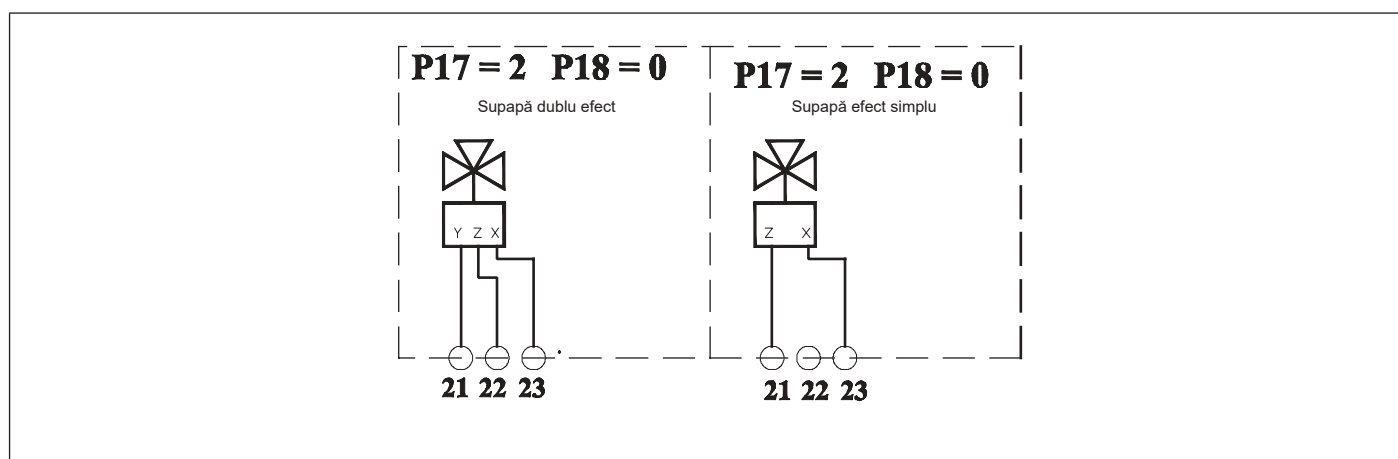 P17 = 2 P18 = 0
Supapă dublu efect
Y Z X
21 22 23
P17 = 2 P18 = 0
Supapă efect simplu
Z X
21 22 23